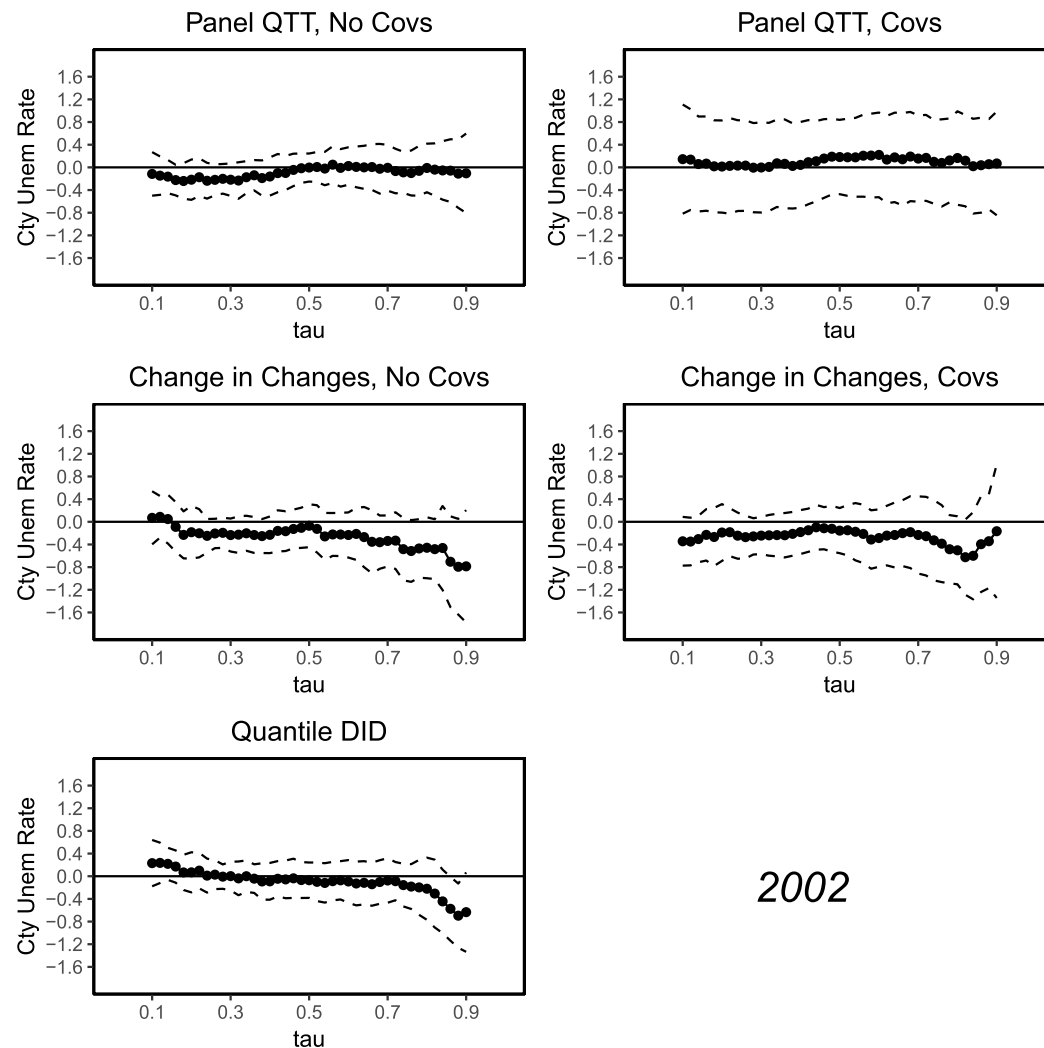 Panel QTT, No Covs
Cty Unem Rate
1.6
1.2
0.8
0.4
0.0
−0.4
−0.8
−1.2
−1.6
0.1 0.3 0.5 0.7 0.9
tau
Panel QTT, Covs
Cty Unem Rate
1.6
1.2
0.8
0.4
0.0
−0.4
−0.8
−1.2
−1.6
0.1 0.3 0.5 0.7 0.9
tau
Change in Changes, No Covs
Cty Unem Rate
1.6
1.2
0.8
0.4
0.0
−0.4
−0.8
−1.2
−1.6
0.1 0.3 0.5 0.7 0.9
tau
Change in Changes, Covs
Cty Unem Rate
1.6
1.2
0.8
0.4
0.0
−0.4
−0.8
−1.2
−1.6
0.1 0.3 0.5 0.7 0.9
tau
Quantile DID
Cty Unem Rate
1.6
1.2
0.8
0.4
0.0
−0.4
−0.8
−1.2
−1.6
0.1 0.3 0.5 0.7 0.9
tau
2002